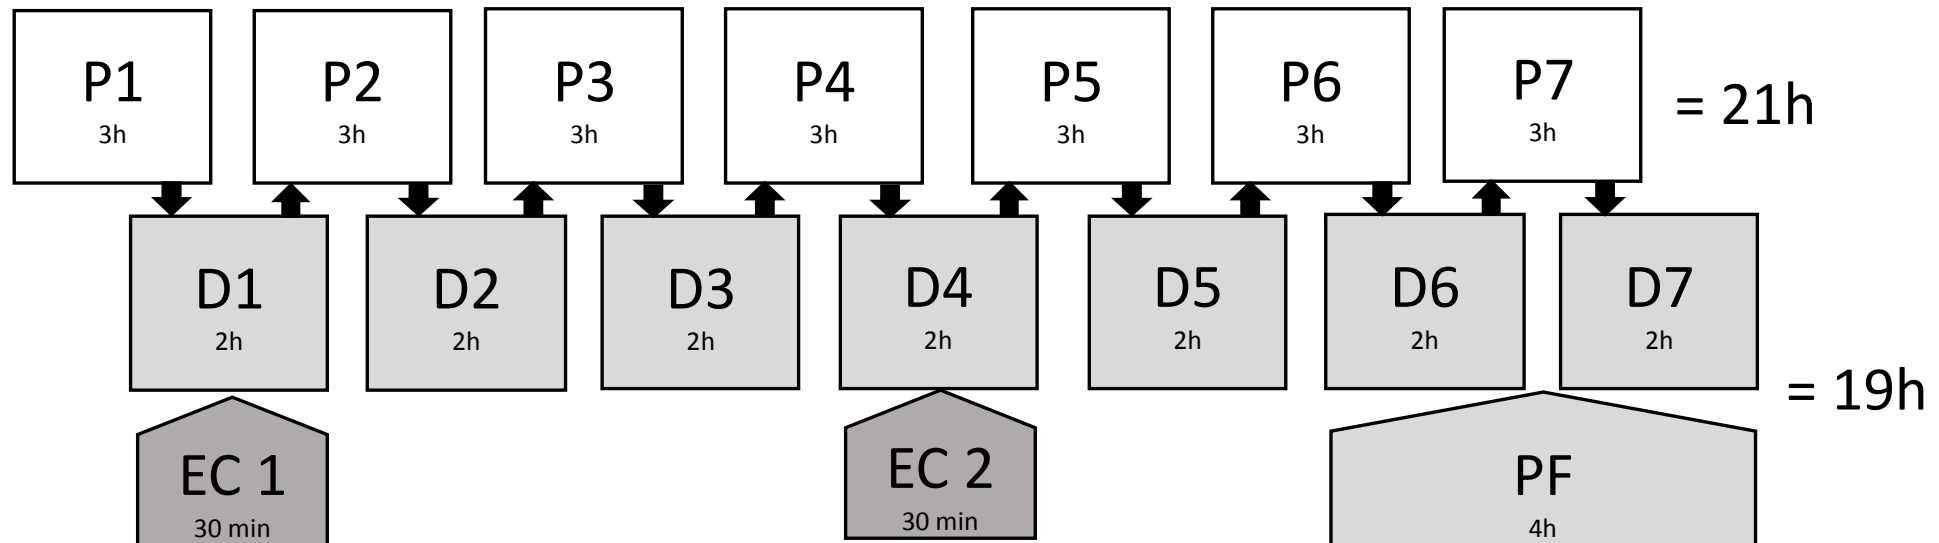 P1
3h
P2
3h
P3
3h
P4
3h
P5
3h
P6
3h
P7
3h
= 21h
D1
2h
D2
2h
D3
2h
D4
2h
D5
2h
D6
2h
D7
2h
= 19h
EC 1
30 min
EC 2
30 min
PF
4h